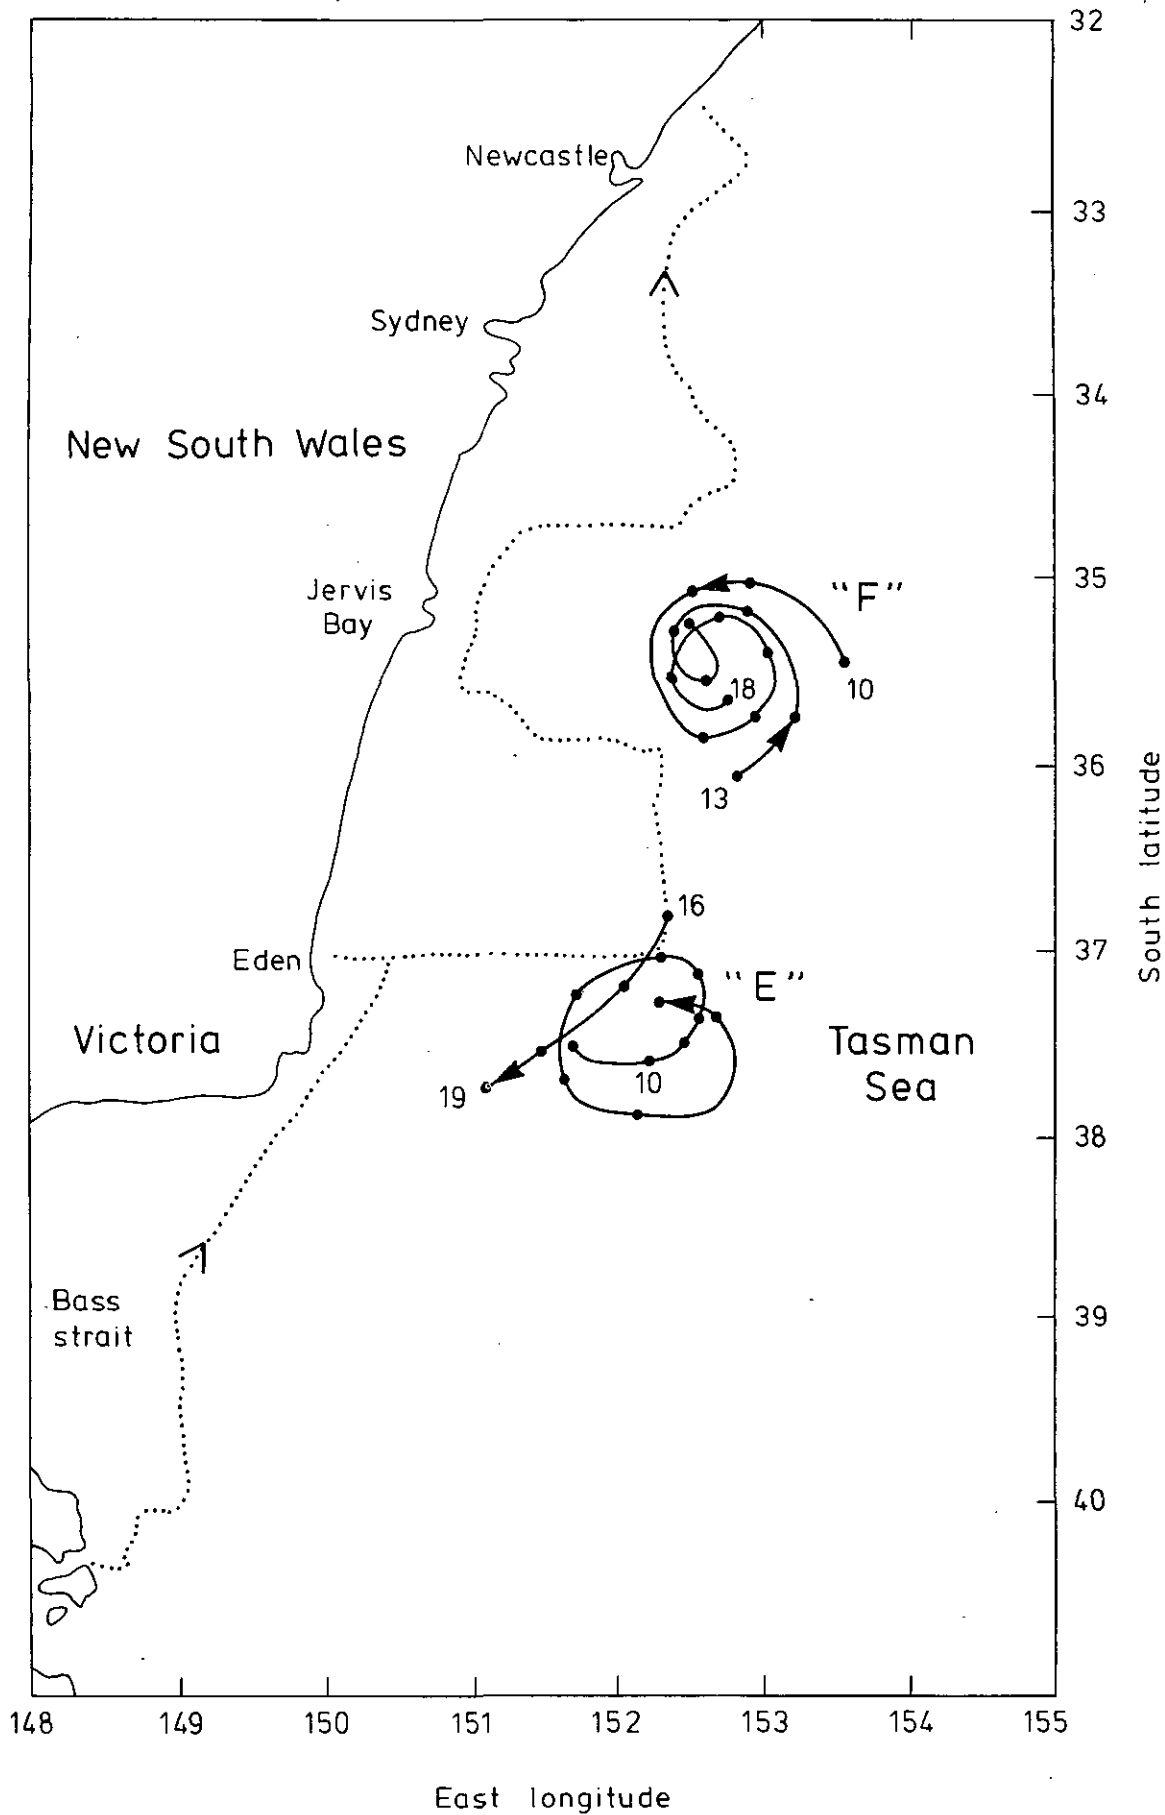 32
Newcastle
33
Sydney
34
New South Wales
35
Jervis
Bay
"F"
10
18
13
36
South latitude
16
37
Eden
"E"
Victoria
Tasman
Sea
10
19
38
Bass
strait
39
40
148 149 150 151 152 153 154 155
East longitude